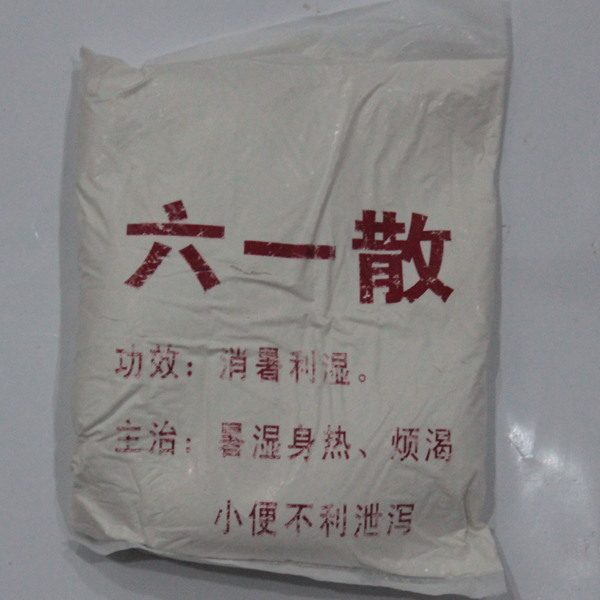 六一散
功效：消暑利湿。
主治：暑湿身热、烦渴
小便不利泄泻